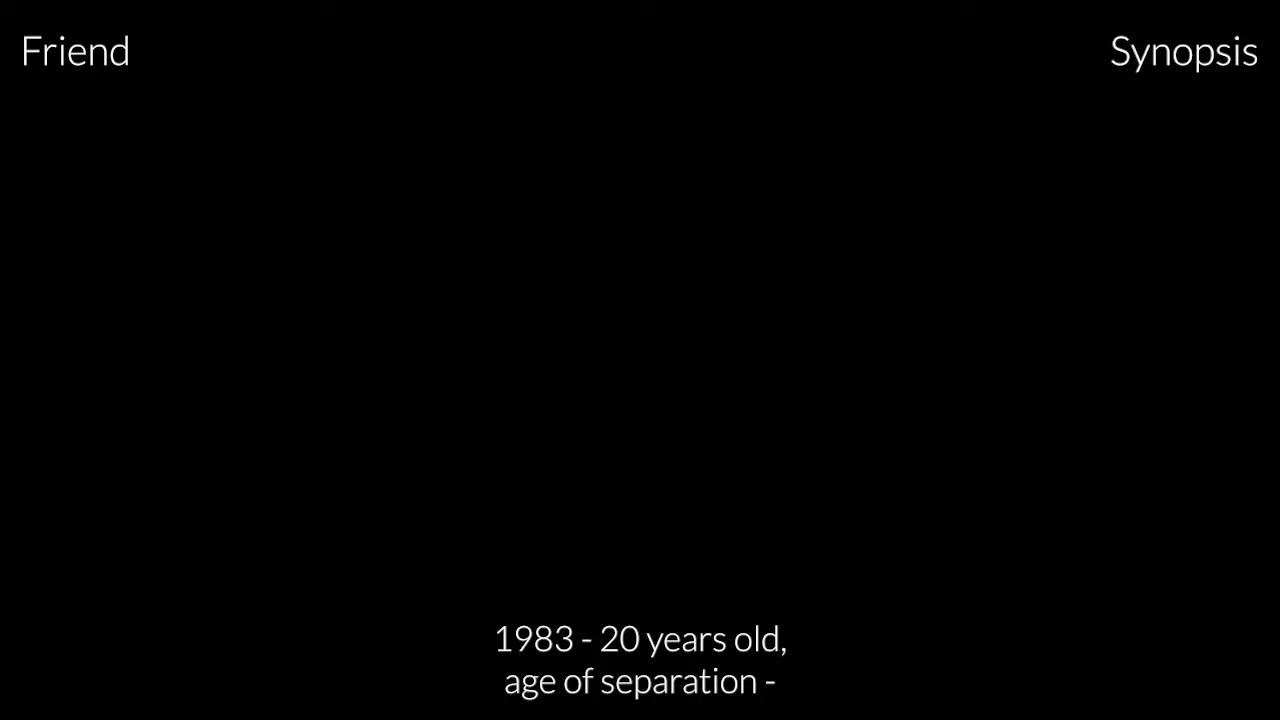 Friend
Synopsis
1983 - 20 years old,
age of separation -